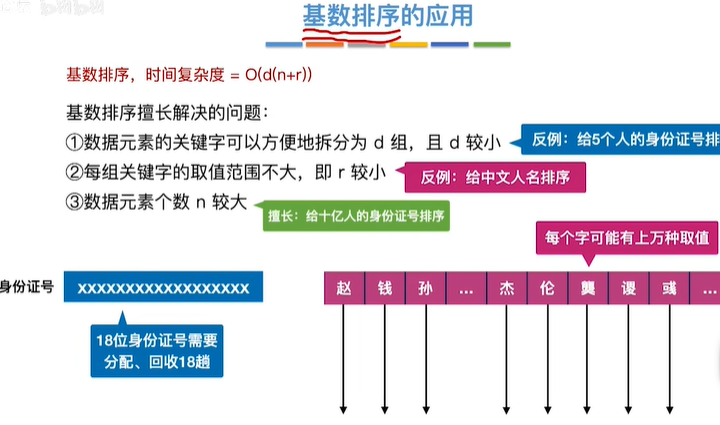 基数排序的应用
基数排序，时间复杂度 = O(d(n+r))
基数排序擅长解决的问题：
①数据元素的关键字可以方便地拆分为 d 组，且 d 较小
反例：给5个人的身份证号排
②每组关键字的取值范围不大，即 r 较小
反例：给中文人名排序
③数据元素个数 n 较大
擅长：给十亿人的身份证号排序
每个字可能有上万种取值
身份证号
xxxxxxxxxxxxxxxxxx
赵 钱 孙 ... 杰 伦 龑 谡 彧 ...
18位身份证号需要
分配、回收18趟